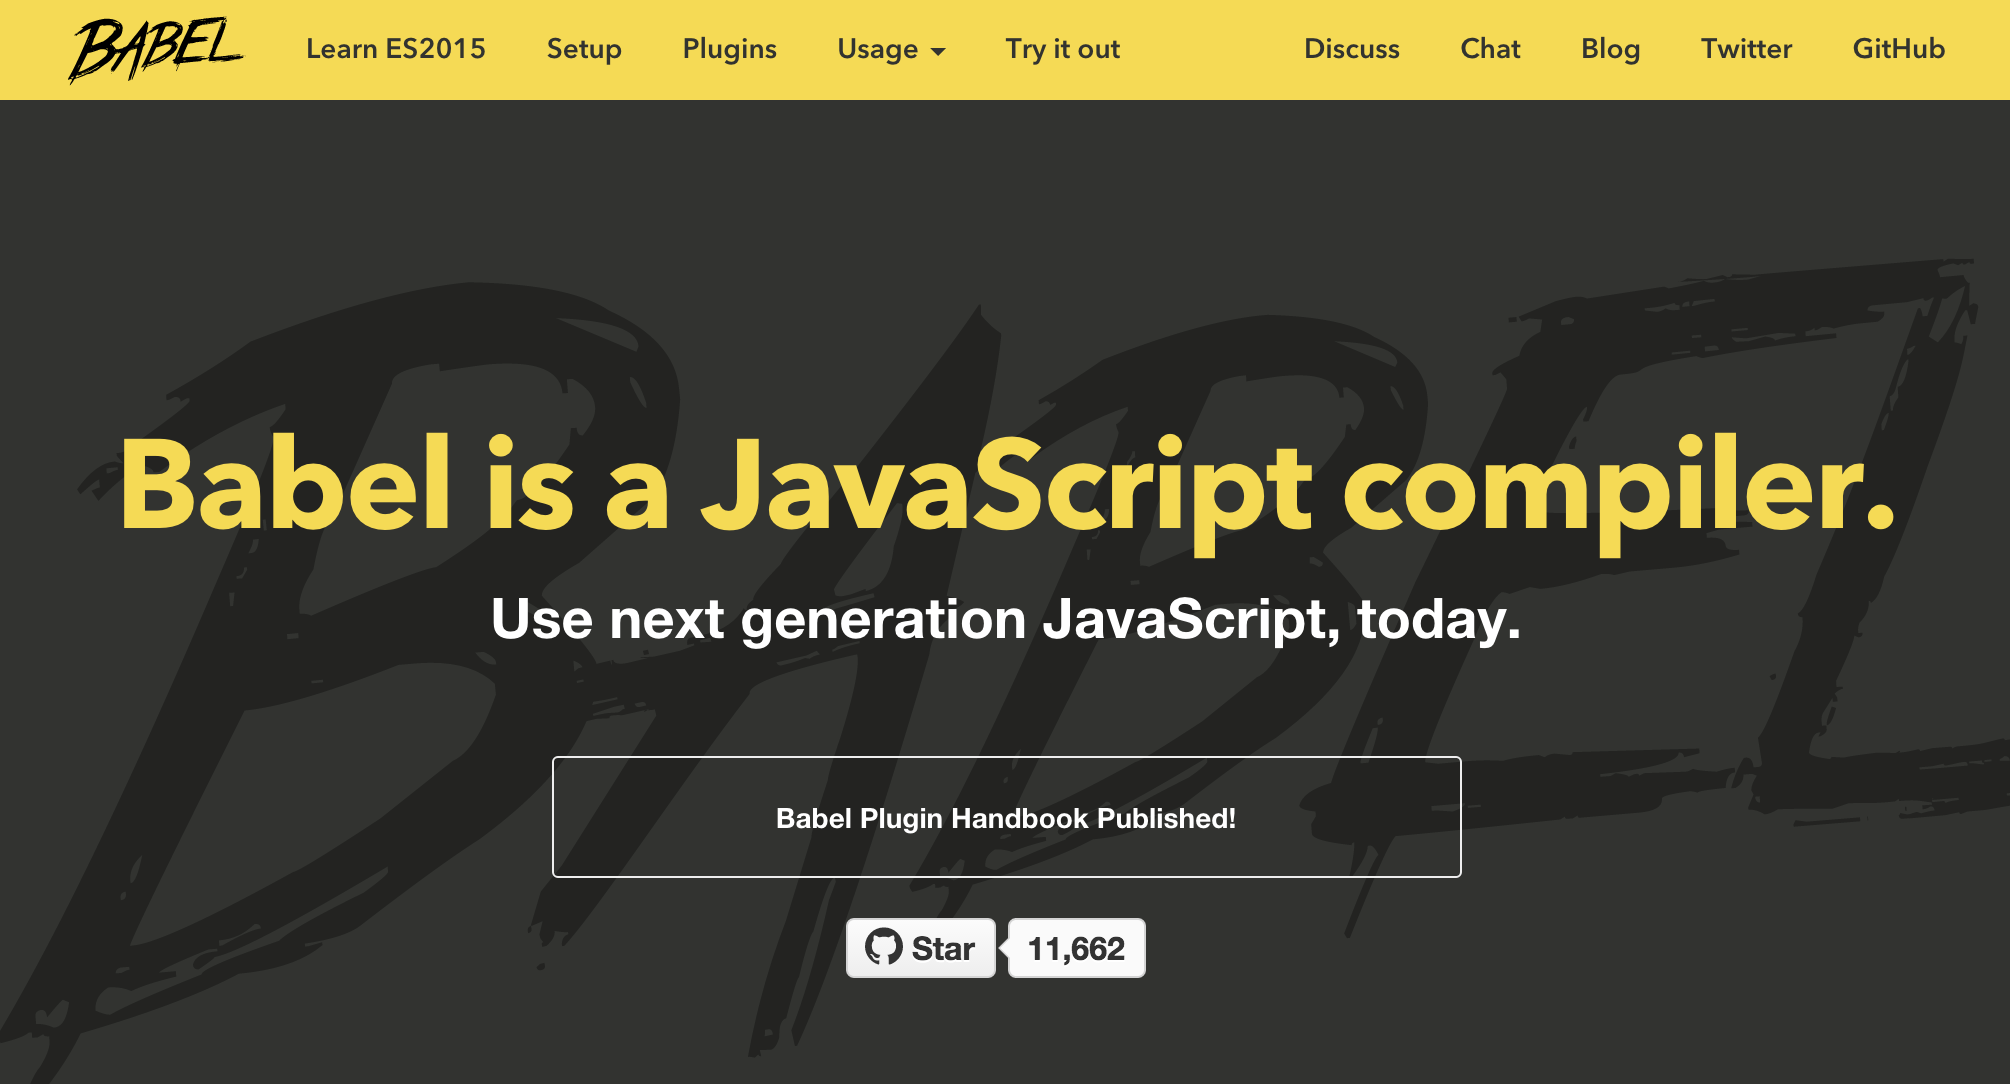 BABEL Learn ES2015 Setup Plugins Usage Try it out Discuss Chat Blog Twitter GitHub
BABEL
Babel is a JavaScript compiler.
Use next generation JavaScript, today.
Babel Plugin Handbook Published!
Star 11,662